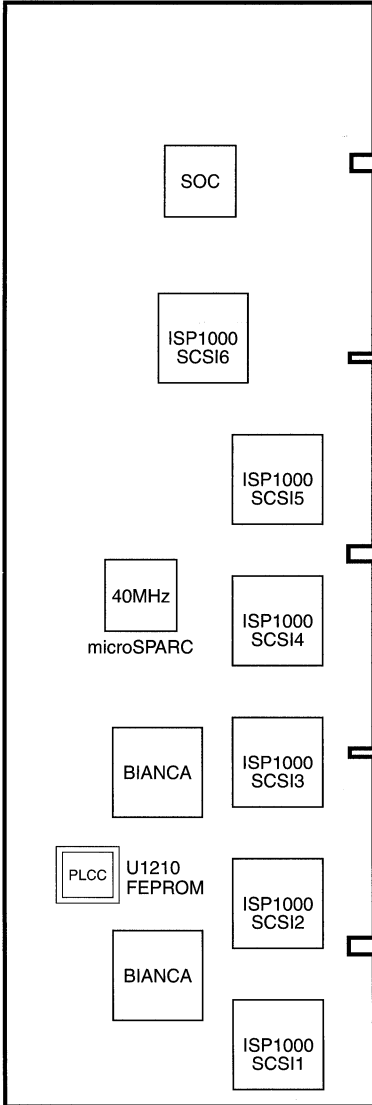 SOC
ISP1000
SCSI6
ISP1000
SCSI5
40MHz
microSPARC
ISP1000
SCSI4
BIANCA
ISP1000
SCSI3
PLCC
U1210
FEPROM
ISP1000
SCSI2
BIANCA
ISP1000
SCSI1